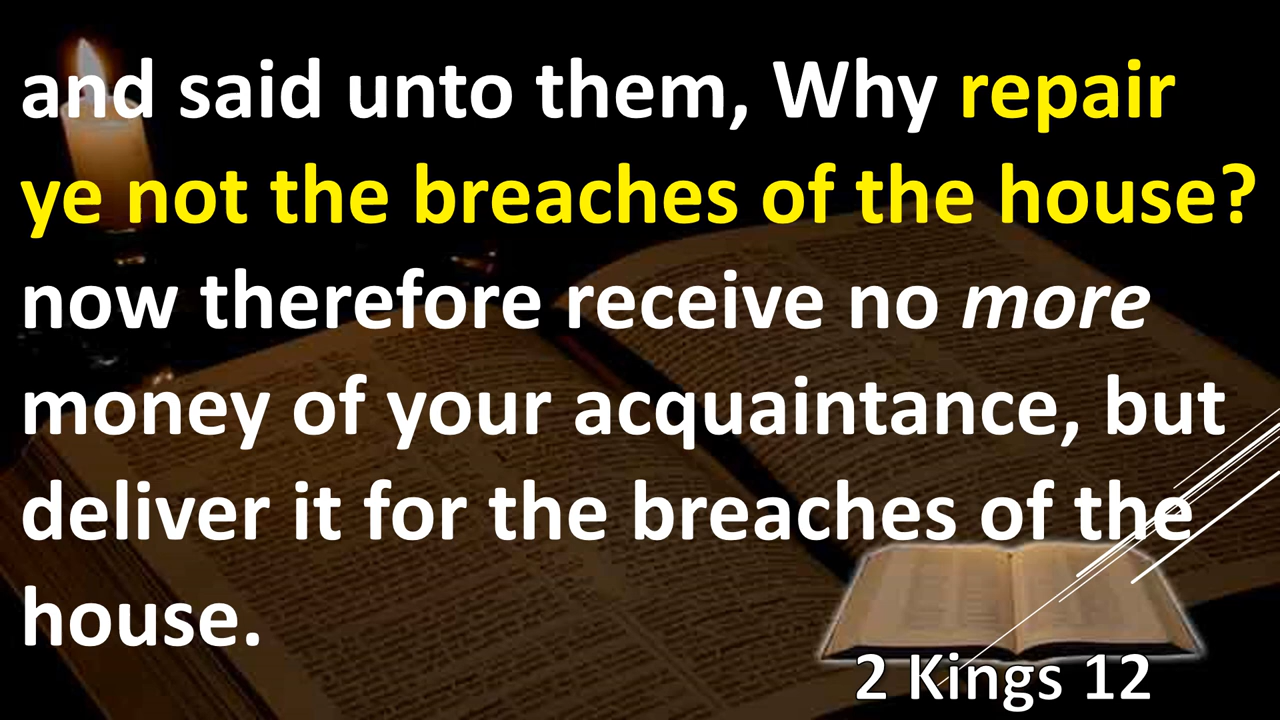 and said unto them, Why repair
ye not the breaches of the house?
now therefore receive no more
money of your acquaintance, but
deliver it for the breaches of the
house.
2 Kings 12